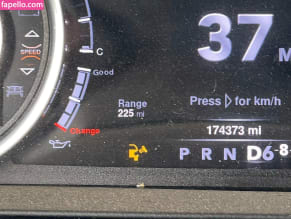 fapello.com
37 M
C
SPEED
Good
Range
225 mi
Press ▷ for km/h
Change
174373 mi
P R N D6-8